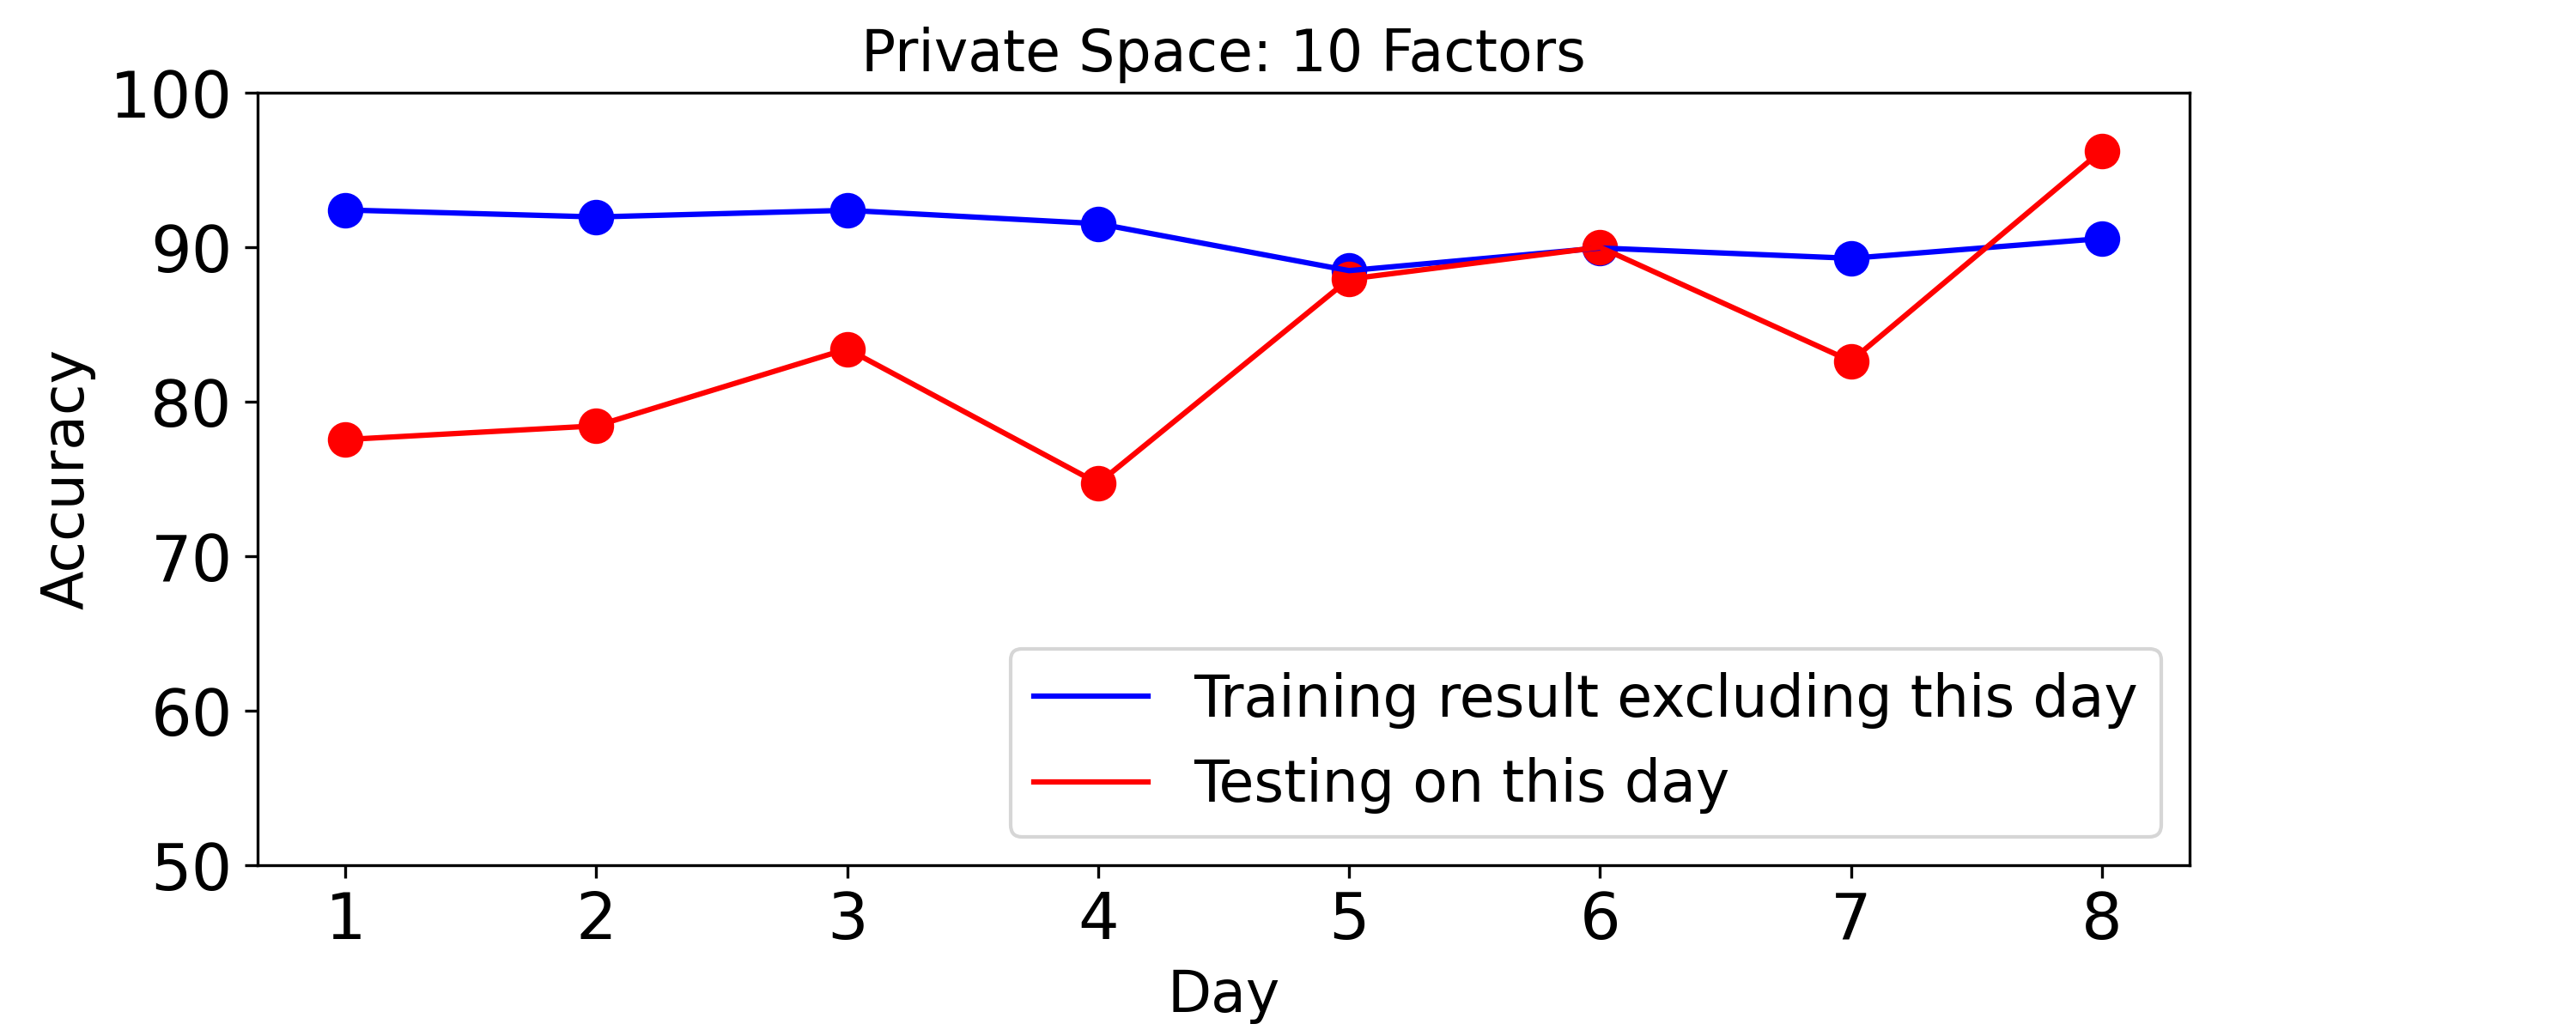 Private Space: 10 Factors
100
90
80
70
60
50
Accuracy
Training result excluding this day
Testing on this day
1 2 3 4 5 6 7 8
Day